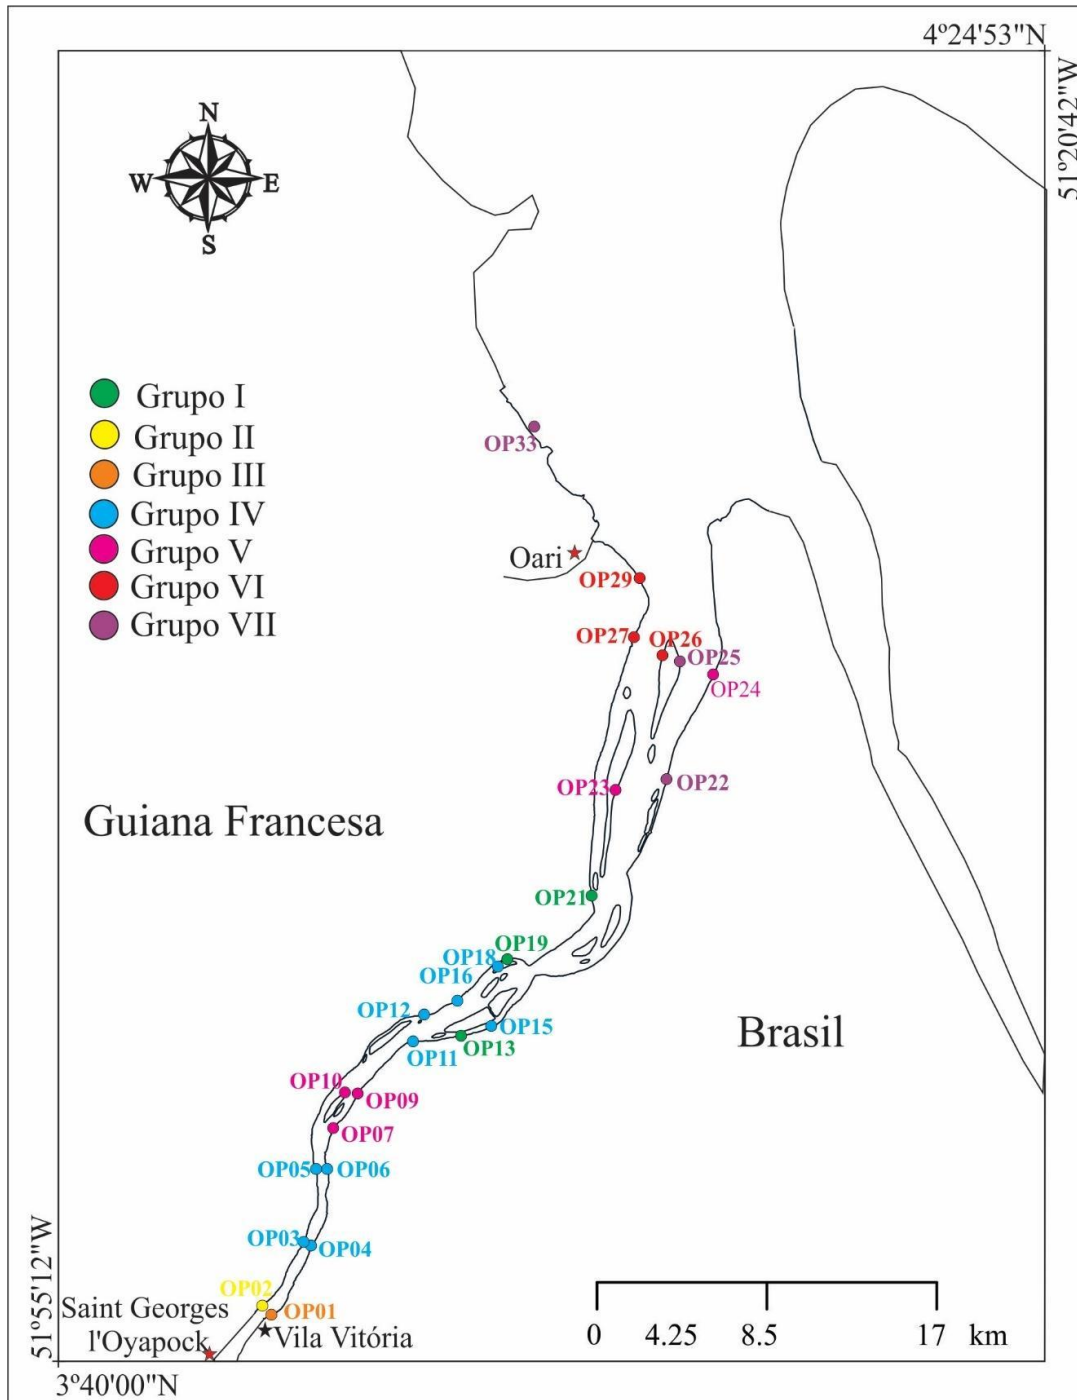 4º24'53"N
51º20'42"W
N
W
E
S
Grupo I
Grupo II
Grupo III
Grupo IV
Grupo V
Grupo VI
Grupo VII
OP33
Oari
OP29
OP27
OP26
OP25
OP24
OP23
OP22
Guiana Francesa
OP21
OP19
OP18
OP16
OP12
OP15
OP13
OP11
Brasil
OP10
OP09
OP07
OP05
OP06
OP03
OP04
OP02
OP01
Saint Georges
l'Oyapock
Vila Vitória
0 4.25 8.5 17 km
51º55'12"W
3º40'00"N